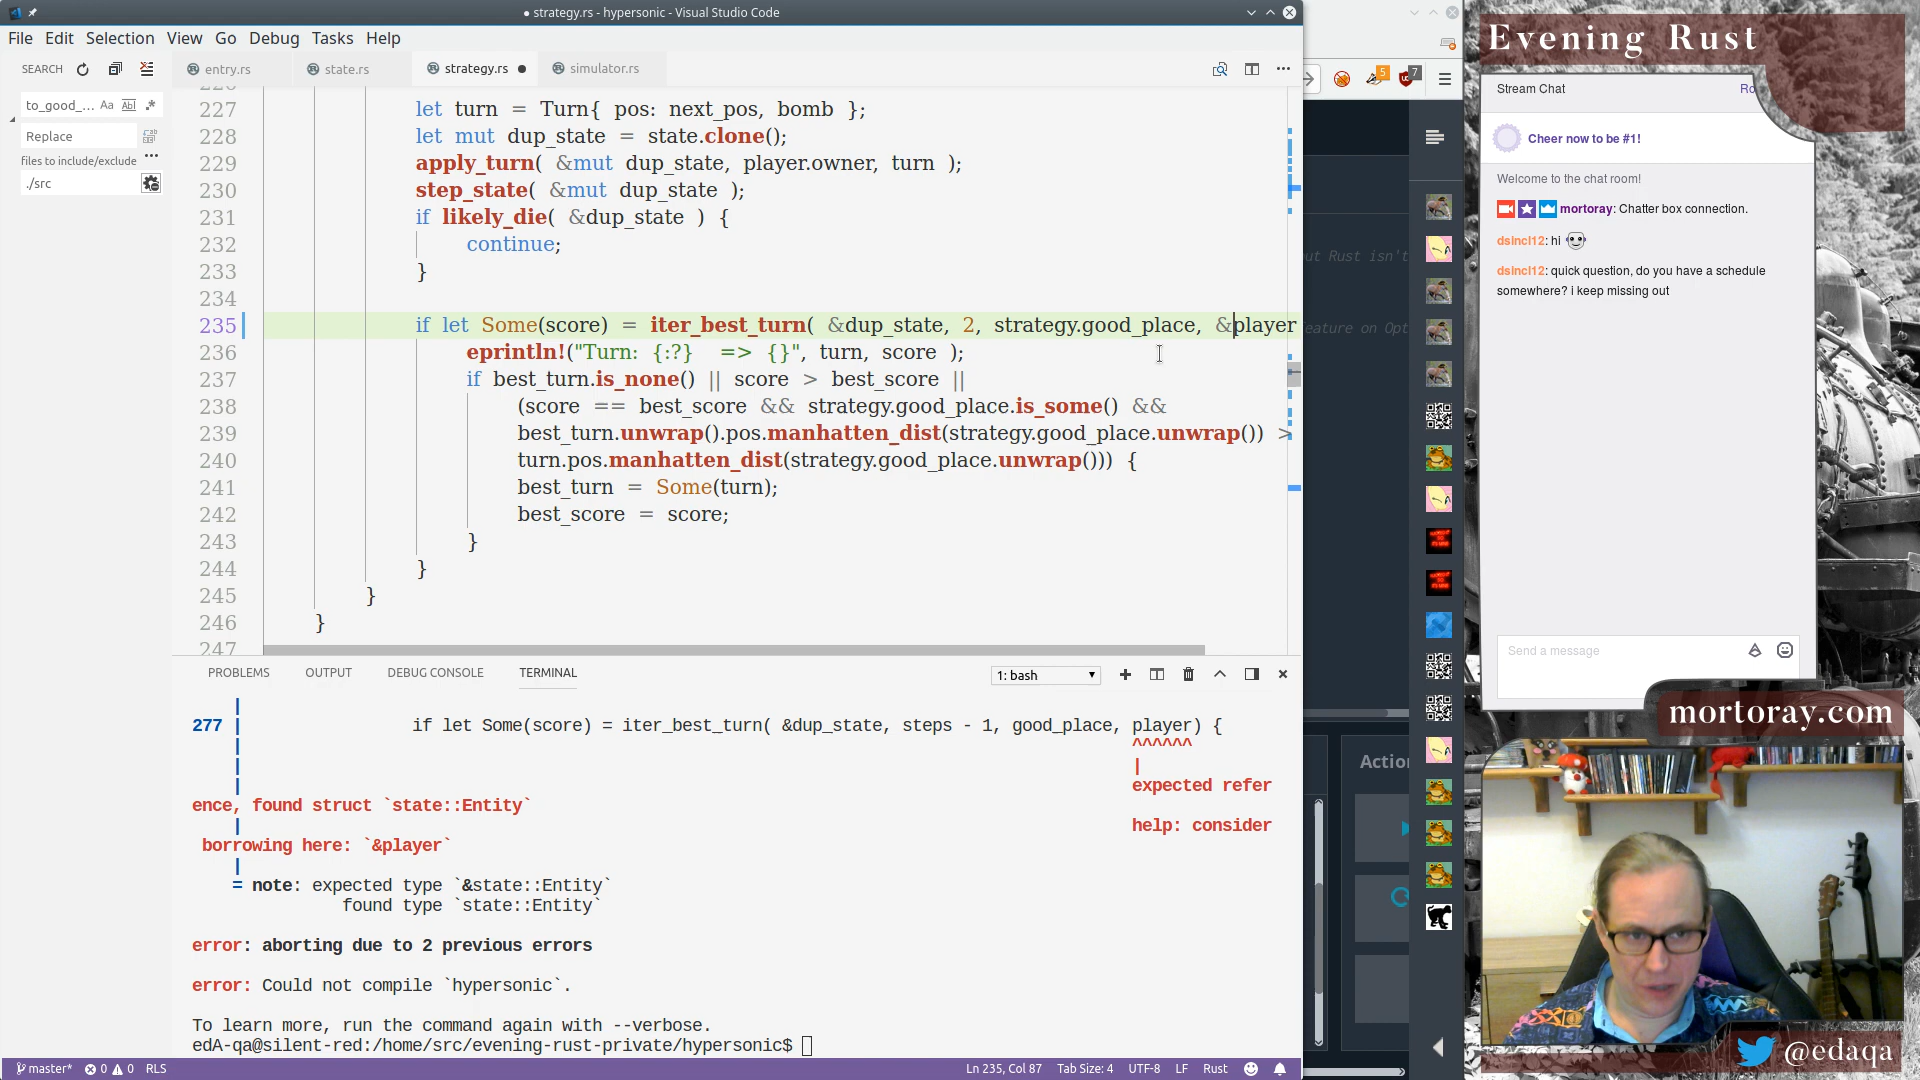 strategy.rs - hypersonic - Visual Studio Code
File Edit Selection View Go Debug Tasks Help
SEARCH
entry.rs
state.rs
strategy.rs
simulator.rs
to_good_...
Replace
files to include/exclude
./src
227 let turn = Turn{ pos: next_pos, bomb };
228 let mut dup_state = state.clone();
229 apply_turn( &mut dup_state, player.owner, turn );
230 step_state( &mut dup_state );
231 if likely_die( &dup_state ) {
232 continue;
233 }
234
235 if let Some(score) = iter_best_turn( &dup_state, 2, strategy.good_place, &player
236 eprintln!("Turn: {:?} => {}", turn, score );
237 if best_turn.is_none() || score > best_score ||
238 (score == best_score && strategy.good_place.is_some() &&
239 best_turn.unwrap().pos.manhatten_dist(strategy.good_place.unwrap()) >
240 turn.pos.manhatten_dist(strategy.good_place.unwrap())) {
241 best_turn = Some(turn);
242 best_score = score;
243 }
244 }
245 }
246 }
247
PROBLEMS OUTPUT DEBUG CONSOLE TERMINAL
1: bash
277 | if let Some(score) = iter_best_turn( &dup_state, steps - 1, good_place, player) {
^^^^^^
expected refer
ence, found struct `state::Entity`
help: consider
borrowing here: `&player`
= note: expected type `&state::Entity`
found type `state::Entity`
error: aborting due to 2 previous errors
error: Could not compile `hypersonic`.
To learn more, run the command again with --verbose.
edA-qa@silent-red:/home/src/evening-rust-private/hypersonic$
master* 0 0 RLS
Ln 235, Col 87 Tab Size: 4 UTF-8 LF Rust
5
7
ut Rust isn't
eature on Opt
Actio
Evening Rust
Stream Chat
Ro
Cheer now to be #1!
Welcome to the chat room!
mortoray: Chatter box connection.
dsincl12: hi
dsincl12: quick question, do you have a schedule
somewhere? i keep missing out
Send a message
mortoray.com
@edaqa